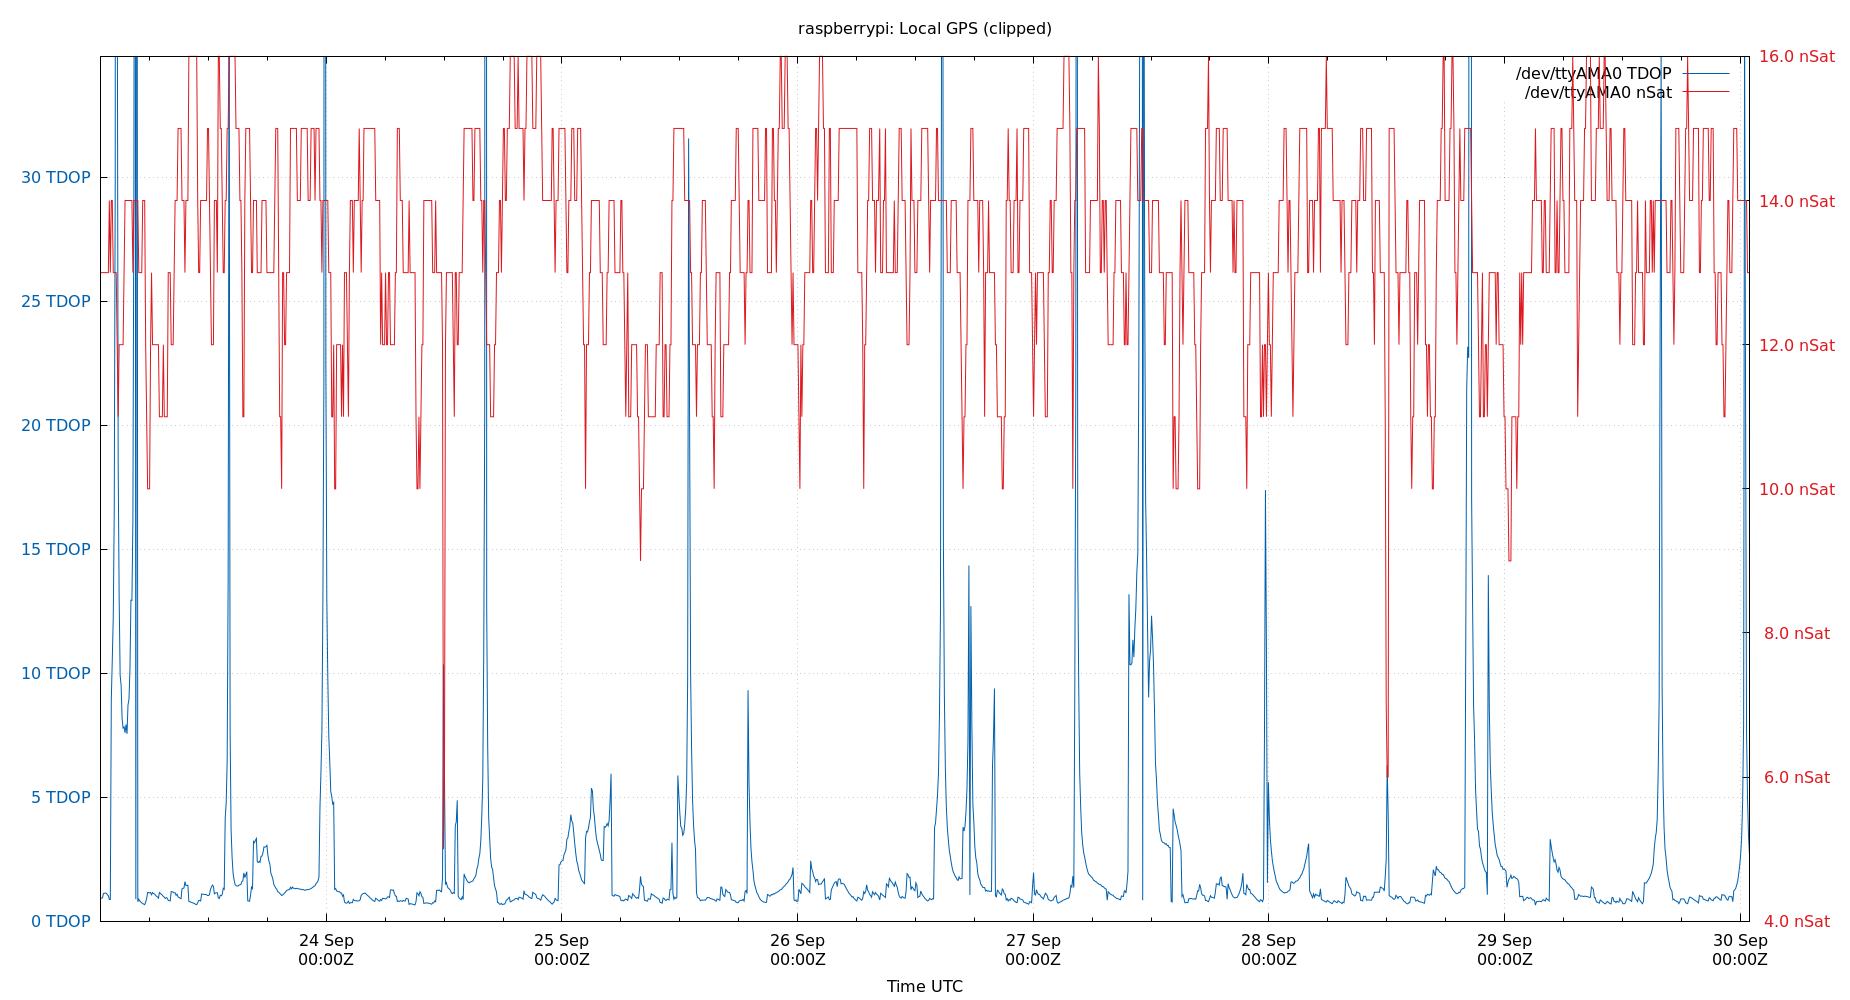 raspberrypi: Local GPS (clipped)
/dev/ttyAMA0 TDOP
/dev/ttyAMA0 nSat
30 TDOP
25 TDOP
20 TDOP
15 TDOP
10 TDOP
5 TDOP
0 TDOP
16.0 nSat
14.0 nSat
12.0 nSat
10.0 nSat
8.0 nSat
6.0 nSat
4.0 nSat
24 Sep
00:00Z
25 Sep
00:00Z
26 Sep
00:00Z
27 Sep
00:00Z
28 Sep
00:00Z
29 Sep
00:00Z
30 Sep
00:00Z
Time UTC